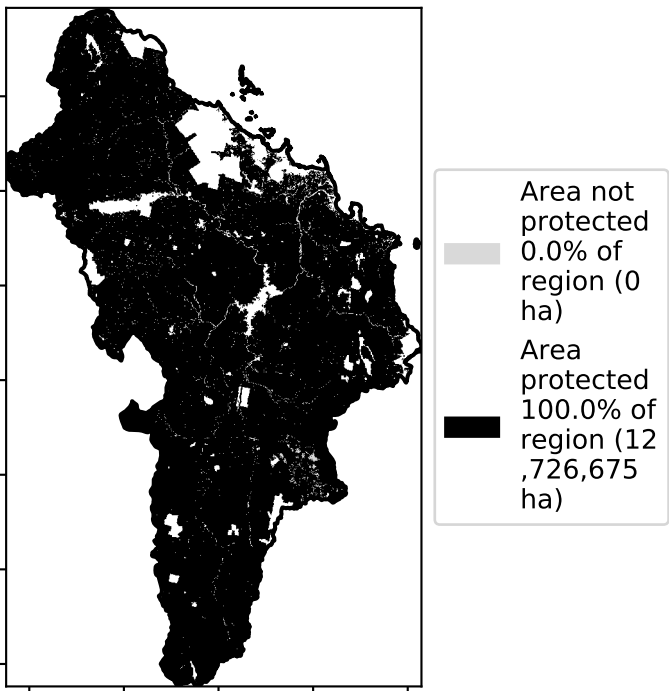 Area not
protected
0.0% of
region (0
ha)
Area
protected
100.0% of
region (12
,726,675
ha)